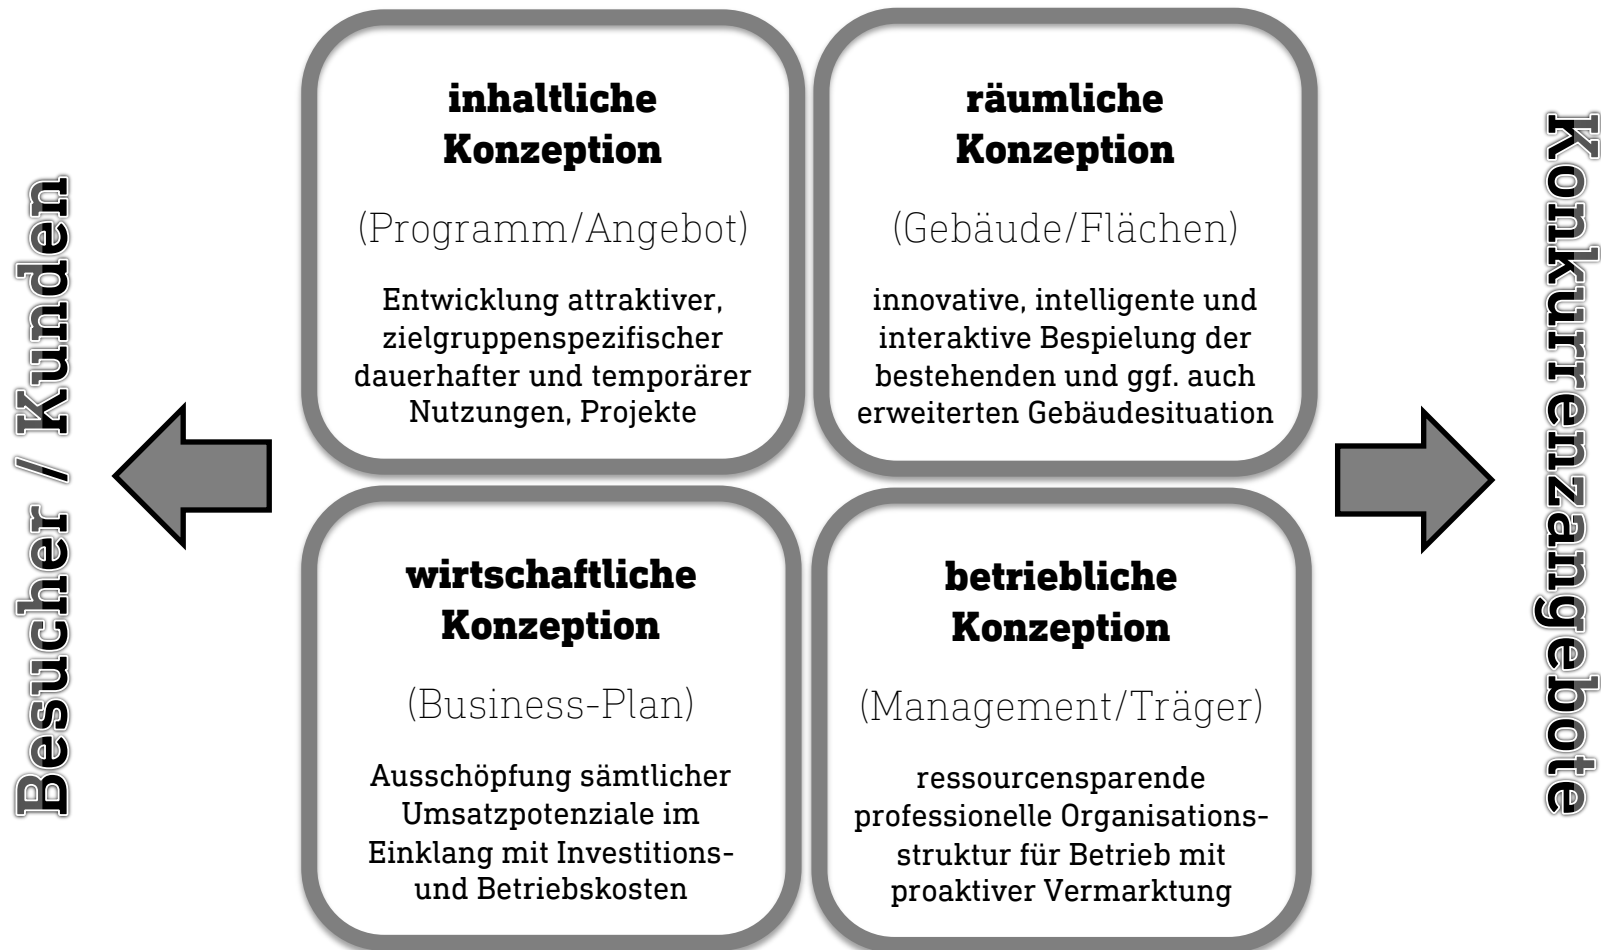 Besucher / Kunden
inhaltliche
Konzeption
(Programm/Angebot)
Entwicklung attraktiver,
zielgruppenspezifischer
dauerhafter und temporärer
Nutzungen, Projekte
räumliche
Konzeption
(Gebäude/Flächen)
innovative, intelligente und
interaktive Bespielung der
bestehenden und ggf. auch
erweiterten Gebäudesituation
wirtschaftliche
Konzeption
(Business-Plan)
Ausschöpfung sämtlicher
Umsatzpotenziale im
Einklang mit Investitions-
und Betriebskosten
betriebliche
Konzeption
(Management/Träger)
ressourcensparende
professionelle Organisations-
struktur für Betrieb mit
proaktiver Vermarktung
Konkurrenzangebote